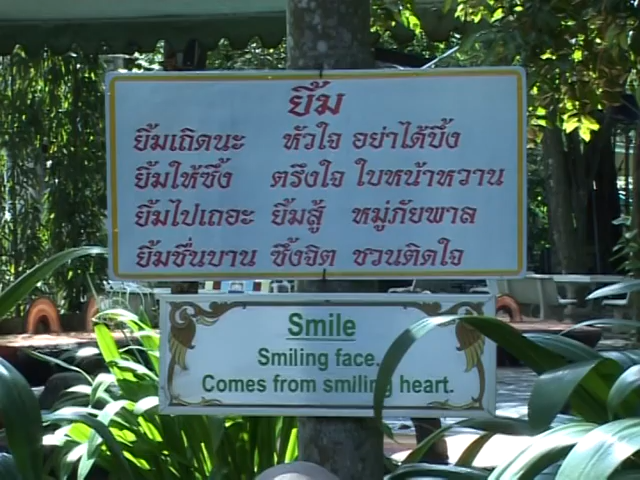 ยิ้ม
ยิ้มเถิดนะ หัวใจ อย่าได้บึ้ง
ยิ้มให้ซึ้ง ตรึงใจ ใบหน้าหวาน
ยิ้มไปเถอะ ยิ้มสู้ หมู่ภัยพาล
ยิ้มชื่นบาน ซึ้งจิต ชวนติดใจ
Smile
Smiling face.
Comes from smiling heart.